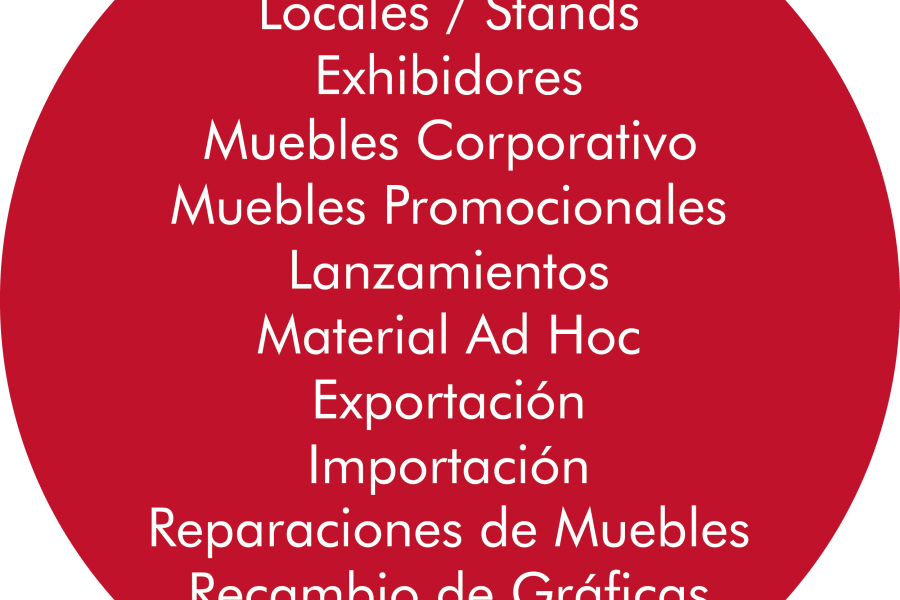 Locales / Stands
Exhibidores
Muebles Corporativo
Muebles Promocionales
Lanzamientos
Material Ad Hoc
Exportación
Importación
Reparaciones de Muebles
Recambio de Gráficas